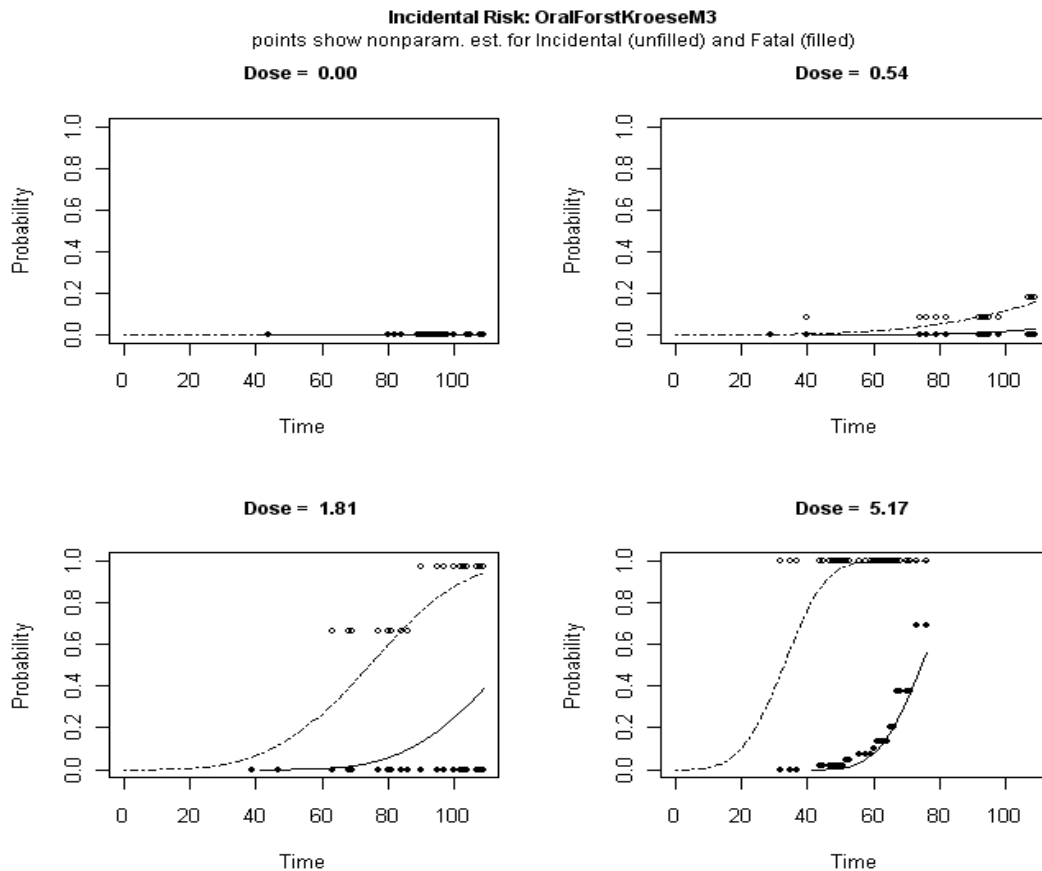 Incidental Risk: OralForstKroeseM3
points show nonparam. est. for Incidental (unfilled) and Fatal (filled)
Dose = 0.00
Probability
0.0 0.2 0.4 0.6 0.8 1.0
0 20 40 60 80 100
Time
Dose = 0.54
Probability
0.0 0.2 0.4 0.6 0.8 1.0
0 20 40 60 80 100
Time
Dose = 1.81
Probability
0.0 0.2 0.4 0.6 0.8 1.0
0 20 40 60 80 100
Time
Dose = 5.17
Probability
0.0 0.2 0.4 0.6 0.8 1.0
0 20 40 60 80 100
Time